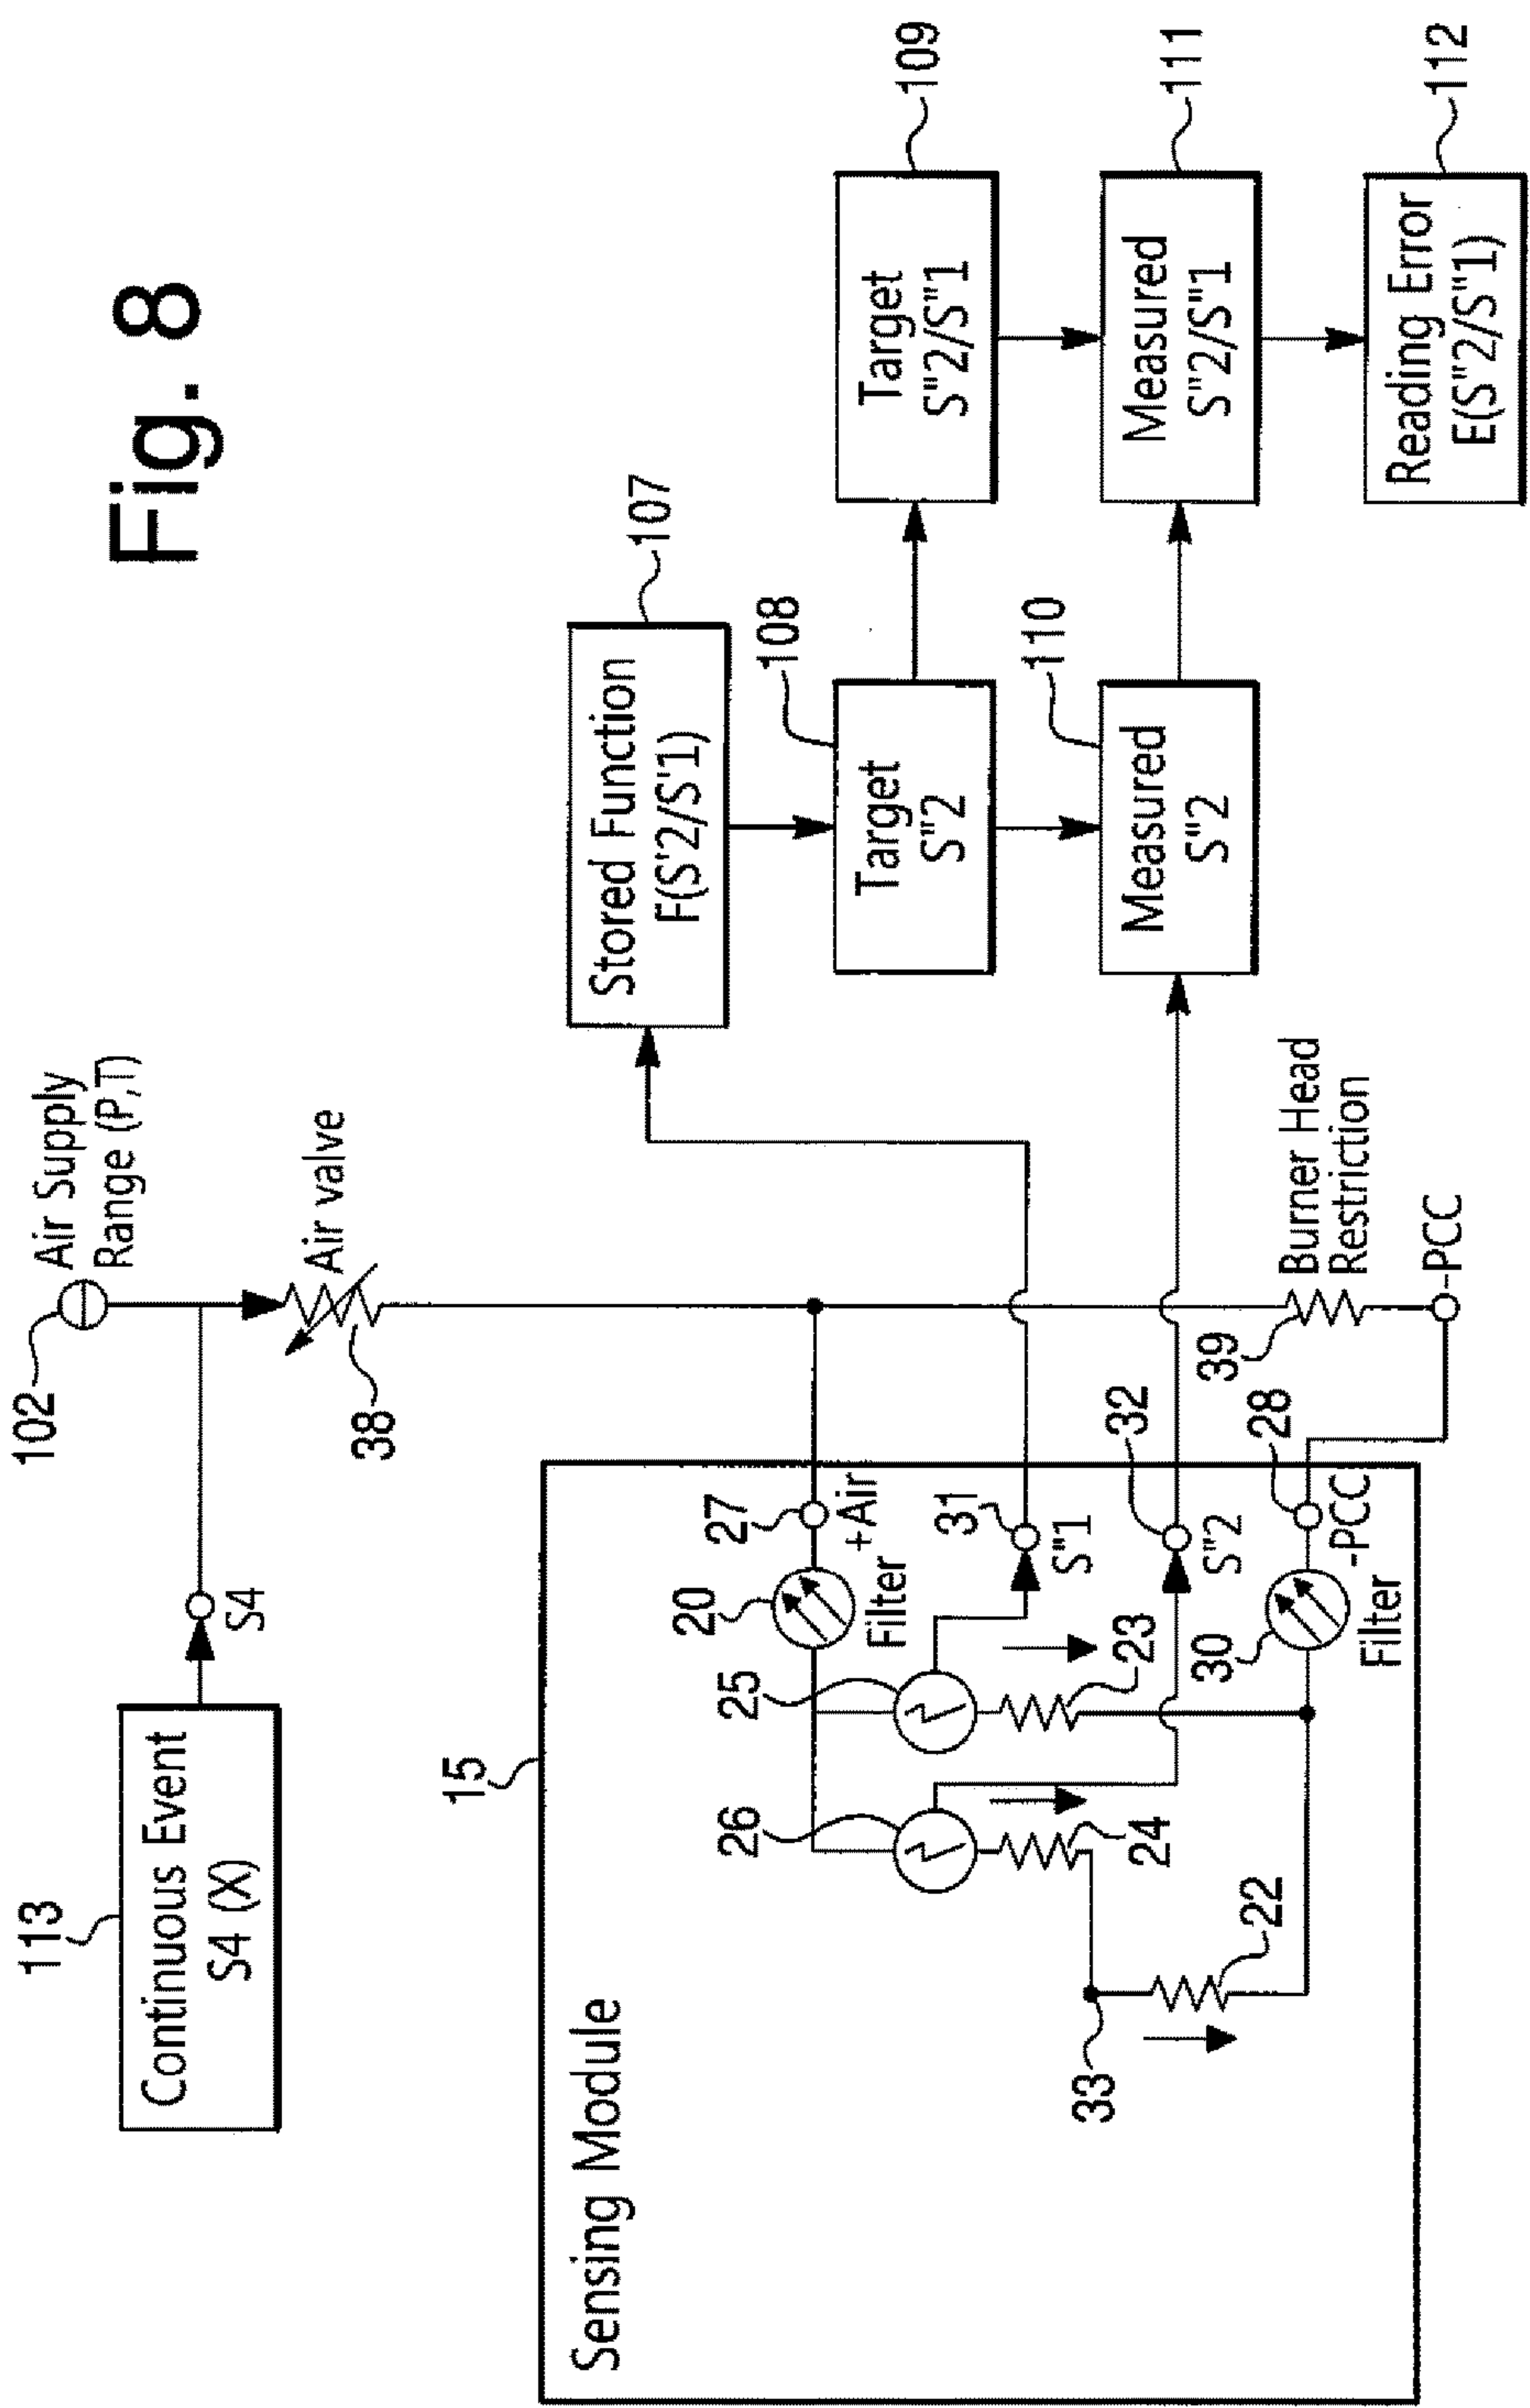 Fig. 8
102
Air Supply
Range (P,T)
113
Continuous Event
S4 (X)
S4
Air valve
38
107
Stored Function
F(S'2/S'1)
108
Target
S"2
109
Target
S"2/S"1
110
Measured
S"2
111
Measured
S"2/S"1
112
Reading Error
E(S"2/S"1)
15
Sensing Module
20
Filter
27
+Air
25
26
31
S"1
23
24
32
S"2
22
33
30
Filter
28
-PCC
39
Burner Head
Restriction
-PCC